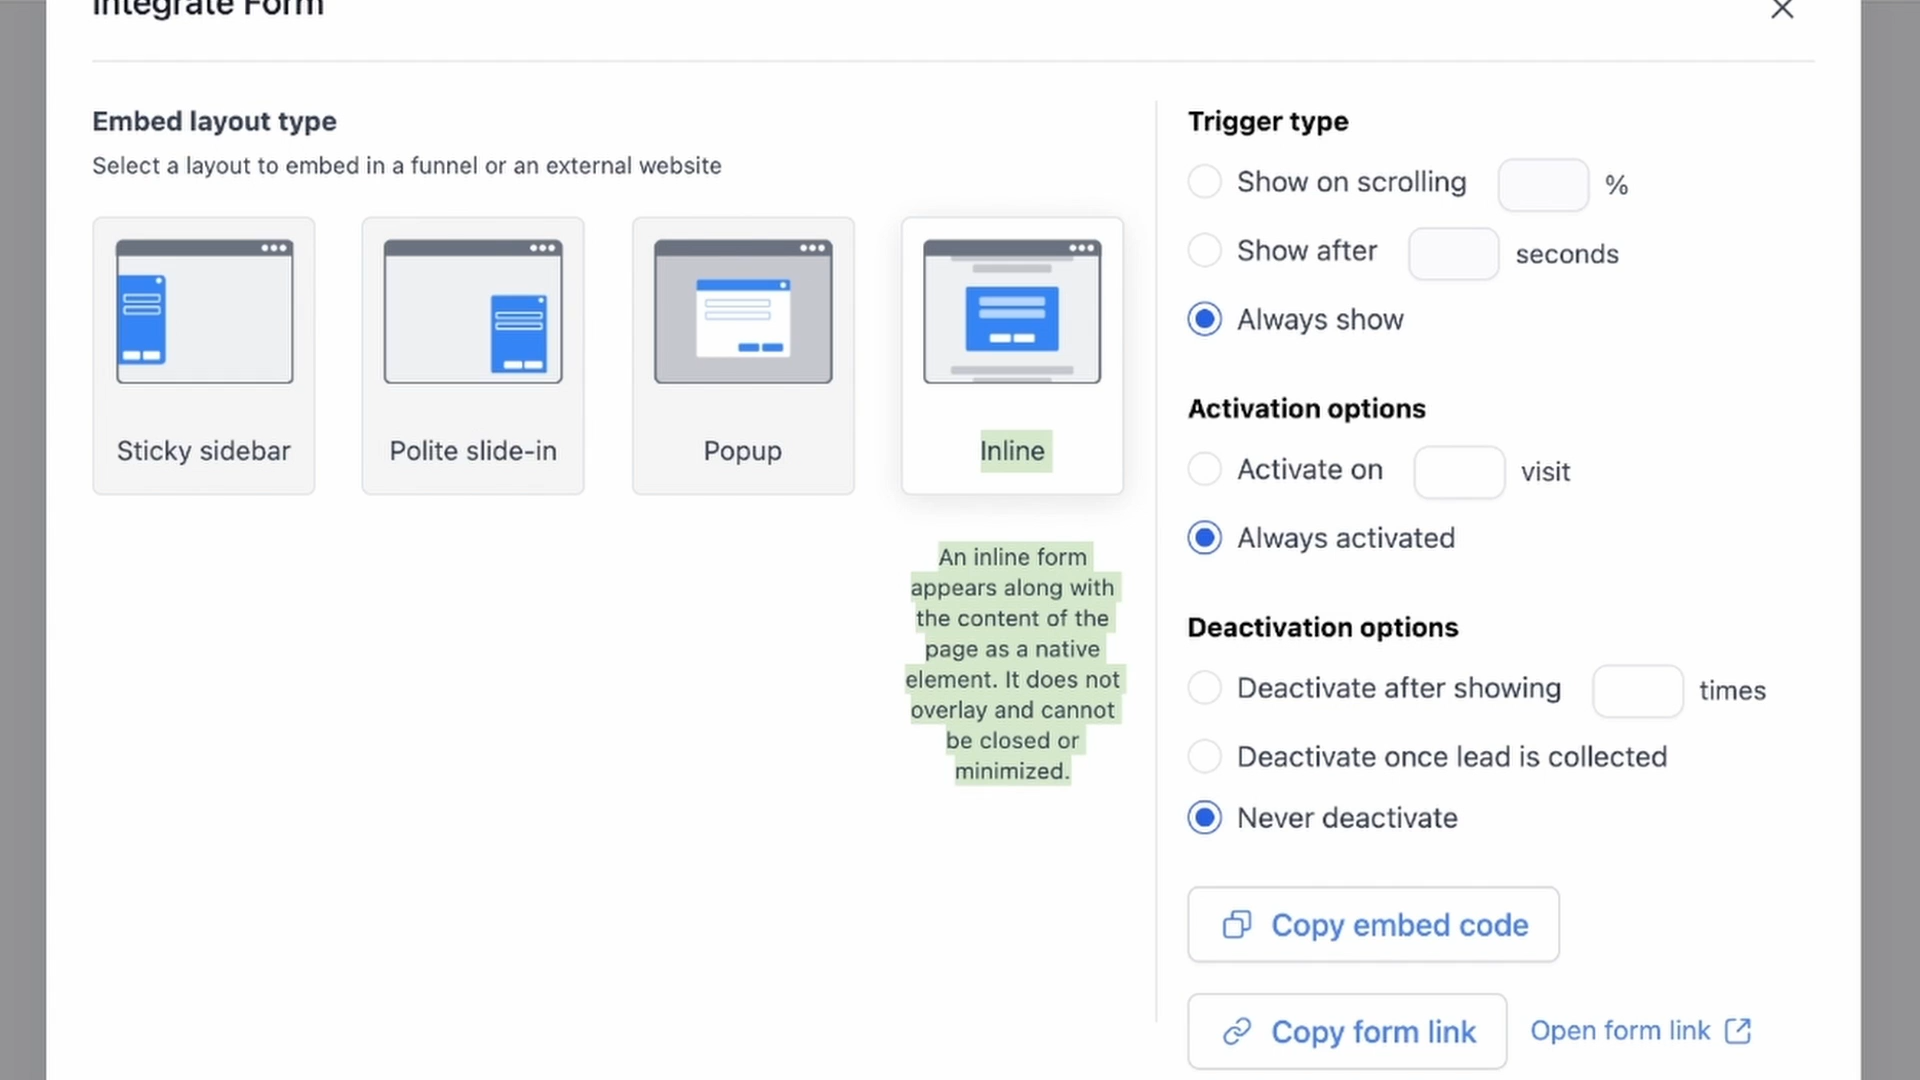 Integrate Form
Embed layout type
Select a layout to embed in a funnel or an external website
Sticky sidebar
Polite slide-in
Popup
Inline
An inline form
appears along with
the content of the
page as a native
element. It does not
overlay and cannot
be closed or
minimized.
Trigger type
Show on scrolling %
Show after seconds
Always show
Activation options
Activate on visit
Always activated
Deactivation options
Deactivate after showing times
Deactivate once lead is collected
Never deactivate
Copy embed code
Copy form link Open form link